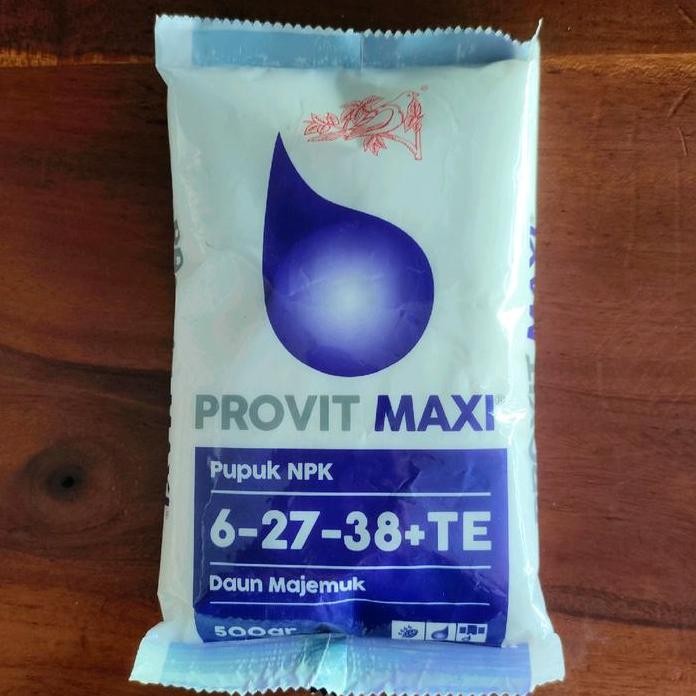 PROVIT MAXI
Pupuk NPK
6-27-38+TE
Daun Majemuk
500gr